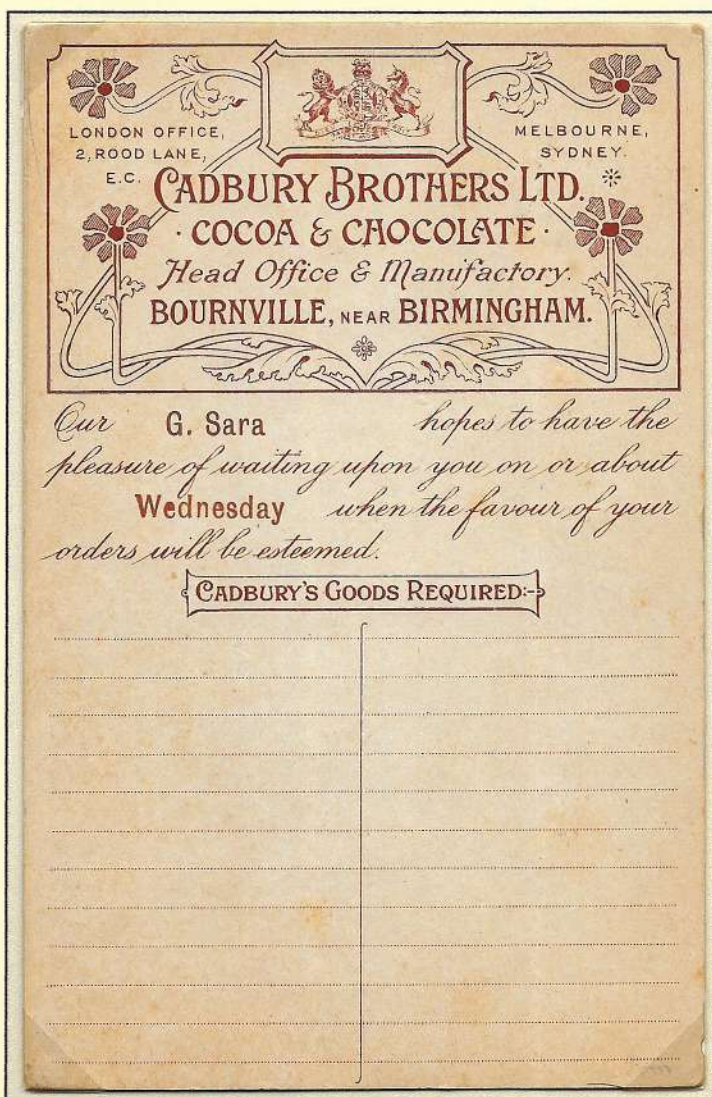 LONDON OFFICE,
2, ROOD LANE,
E.C.
MELBOURNE,
SYDNEY.
CADBURY BROTHERS LTD.
· COCOA & CHOCOLATE ·
Head Office & Manufactory.
BOURNVILLE, NEAR BIRMINGHAM.
Our G. Sara hopes to have the
pleasure of waiting upon you on or about
Wednesday when the favour of your
orders will be esteemed.
CADBURY'S GOODS REQUIRED:-